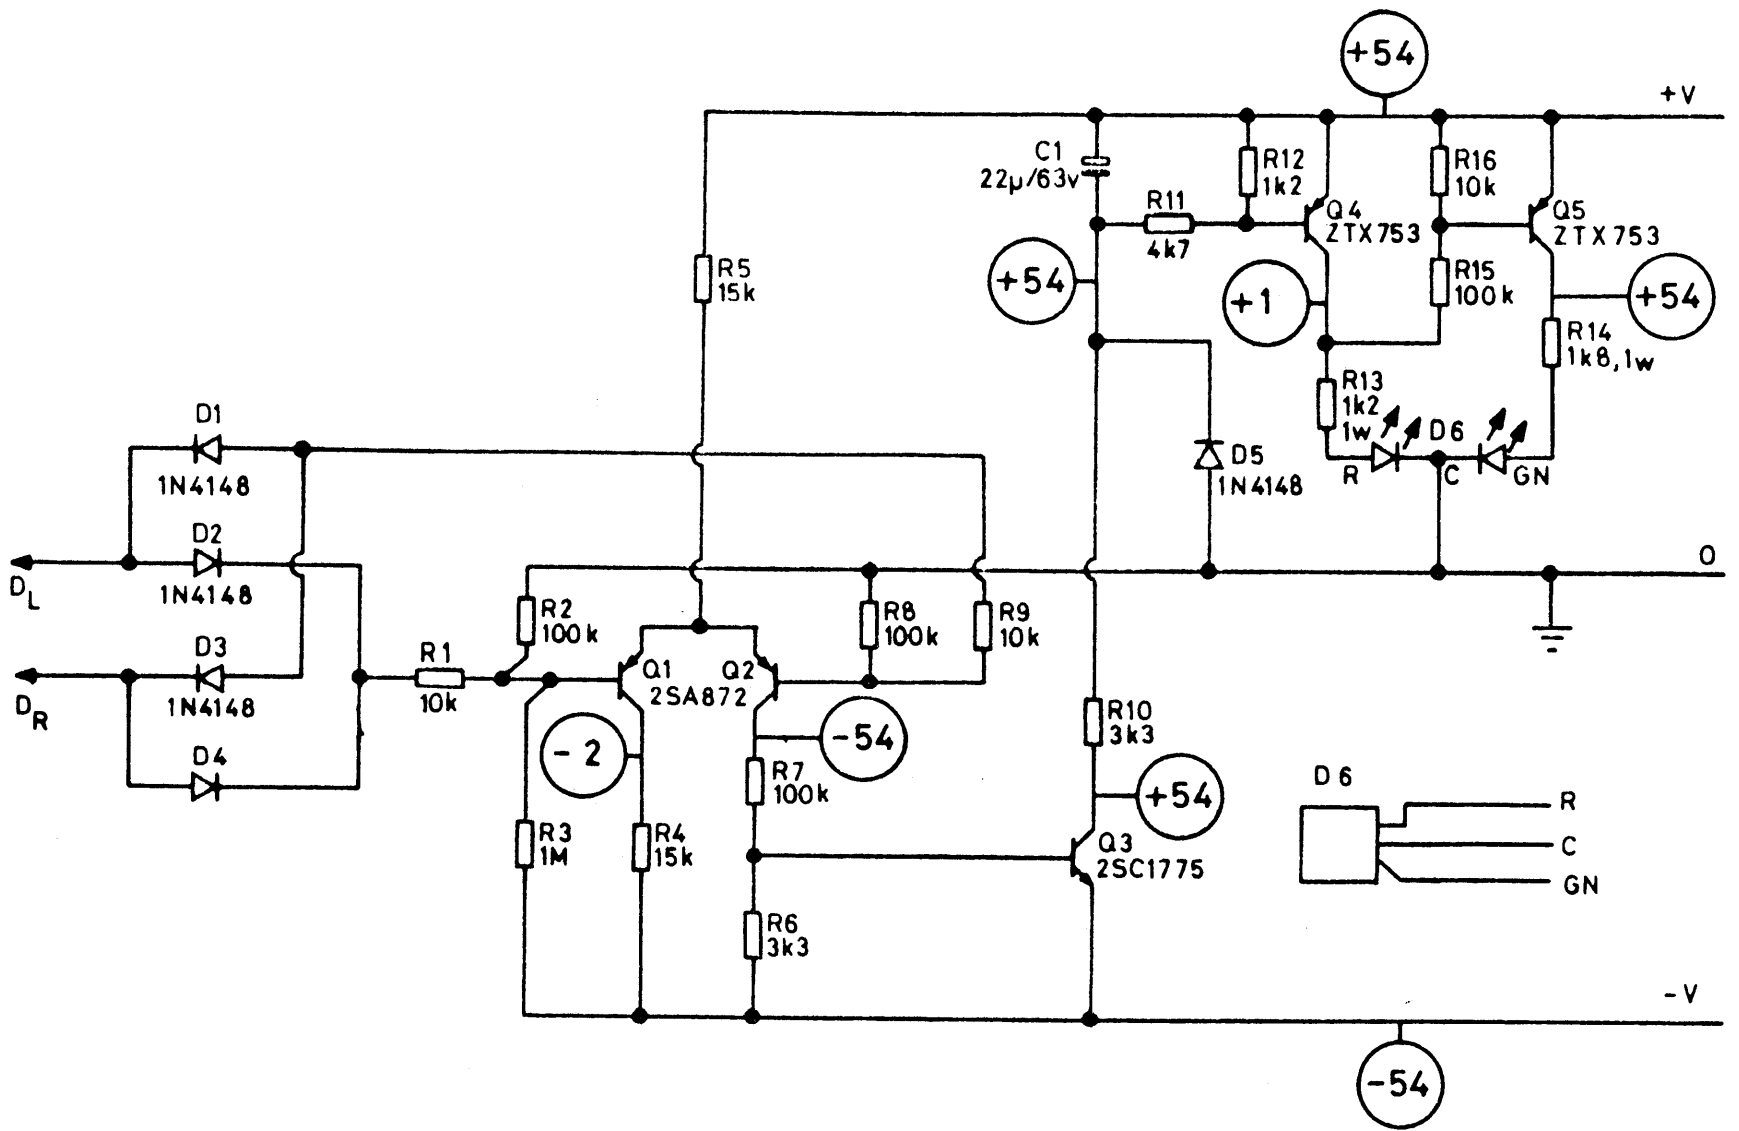 +54
+V
C1
22µ/63v
R12
1k2
R16
10k
R11
4k7
Q4
ZTX753
Q5
ZTX753
R5
15k
+54
+1
R15
100k
+54
R14
1k8,1w
R13
1k2
1w
D6
R
C
GN
D1
1N4148
D5
1N4148
D2
1N4148
0
DL
R2
100k
R8
100k
R9
10k
D3
1N4148
R1
10k
Q1
Q2
2SA872
DR
-2
-54
R10
3k3
D4
R7
100k
+54
D6
R
C
GN
R3
1M
R4
15k
Q3
2SC1775
R6
3k3
-V
-54